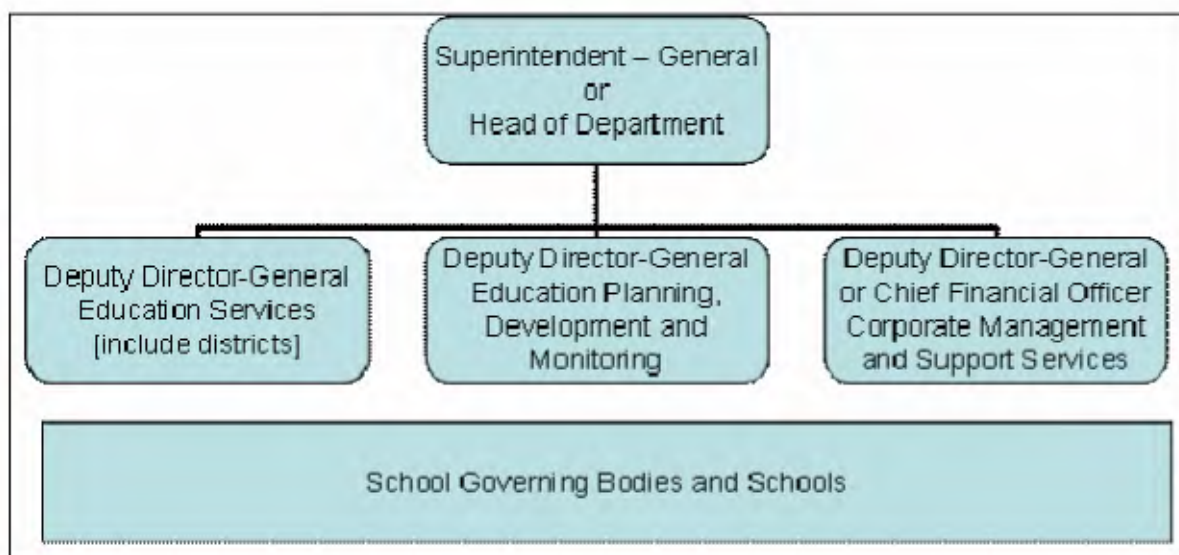 Superintendent – General
or
Head of Department
Deputy Director-General
Education Services
[include districts]
Deputy Director-General
Education Planning,
Development and
Monitoring
Deputy Director-General
or Chief Financial Officer
Corporate Management
and Support Services
School Governing Bodies and Schools